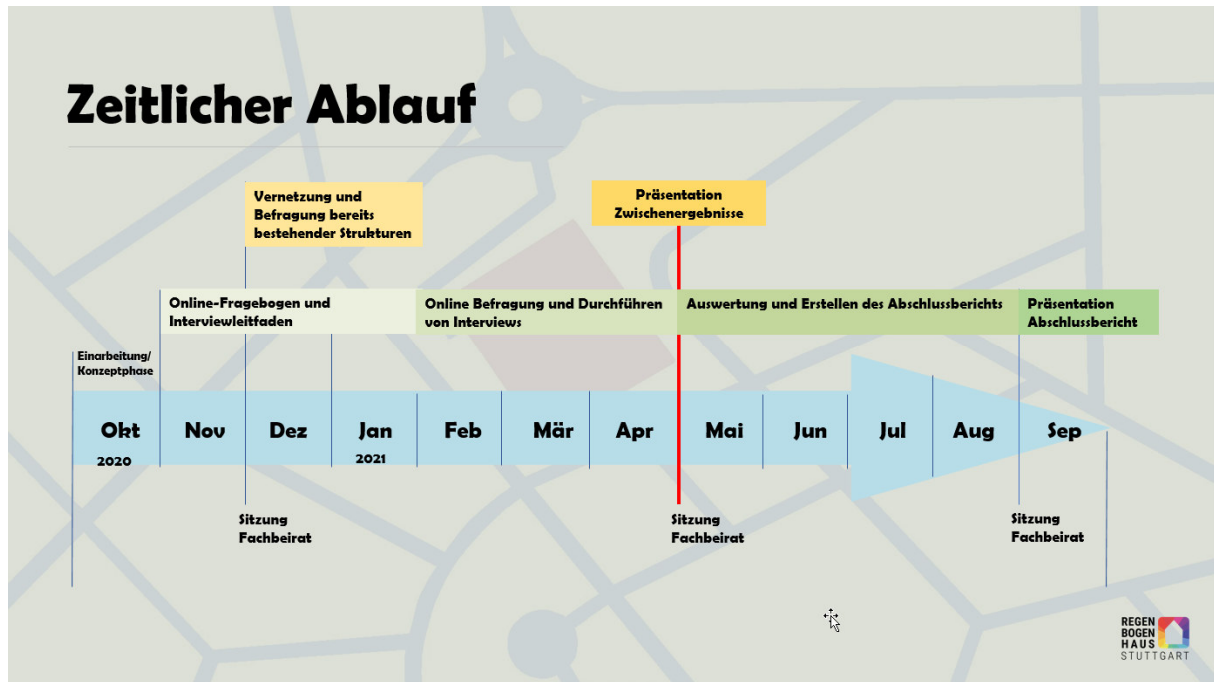 Zeitlicher Ablauf
Vernetzung und
Befragung bereits
bestehender Strukturen
Präsentation
Zwischenergebnisse
Online-Fragebogen und
Interviewleitfaden
Online Befragung und Durchführen
von Interviews
Auswertung und Erstellen des Abschlussberichts
Präsentation
Abschlussbericht
Einarbeitung/
Konzeptphase
Okt Nov Dez Jan Feb Mär Apr Mai Jun Jul Aug Sep
2020 2021
Sitzung
Fachbeirat
Sitzung
Fachbeirat
Sitzung
Fachbeirat
REGEN
BOGEN
HAUS
STUTTGART